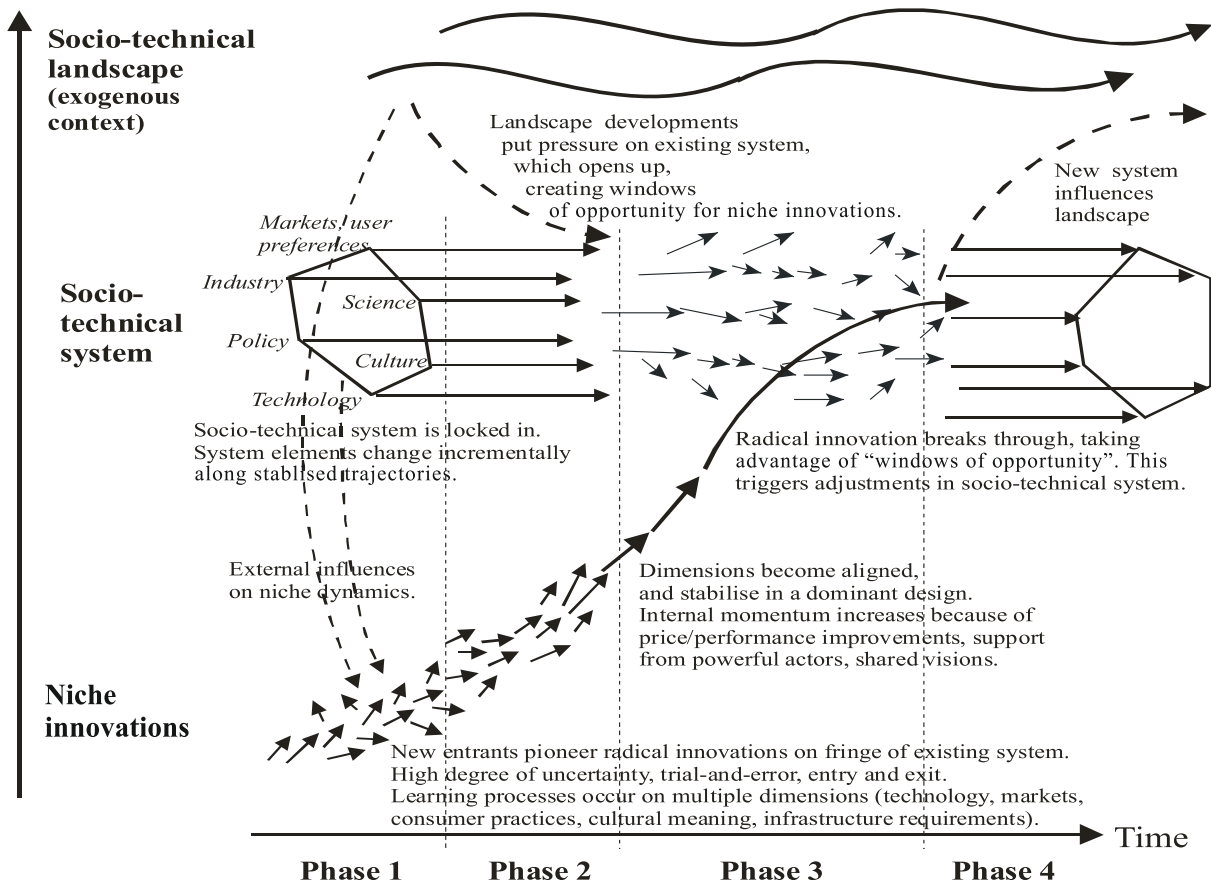 Socio-technical
landscape
(exogenous
context)
Landscape developments
put pressure on existing system,
which opens up,
creating windows
of opportunity for niche innovations.
New system
influences
landscape
Markets, user
preferences
Industry
Science
Policy
Culture
Technology
Socio-
technical
system
Socio-technical system is locked in.
System elements change incrementally
along stablised trajectories.
Radical innovation breaks through, taking
advantage of “windows of opportunity”. This
triggers adjustments in socio-technical system.
External influences
on niche dynamics.
Dimensions become aligned,
and stabilise in a dominant design.
Internal momentum increases because of
price/performance improvements, support
from powerful actors, shared visions.
Niche
innovations
New entrants pioneer radical innovations on fringe of existing system.
High degree of uncertainty, trial-and-error, entry and exit.
Learning processes occur on multiple dimensions (technology, markets,
consumer practices, cultural meaning, infrastructure requirements).
Time
Phase 1
Phase 2
Phase 3
Phase 4